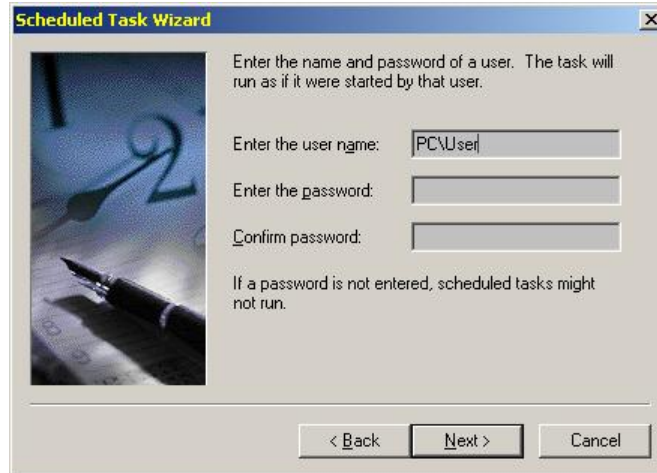 Scheduled Task Wizard
Enter the name and password of a user. The task will
run as if it were started by that user.
Enter the user name: PC\User
Enter the password:
Confirm password:
If a password is not entered, scheduled tasks might
not run.
< Back Next > Cancel